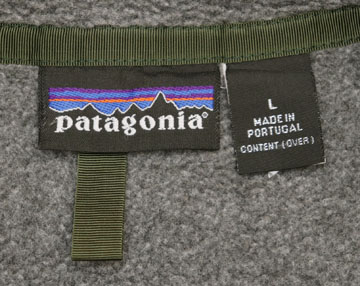 patagonia®
L
MADE IN
PORTUGAL
CONTENT (OVER)